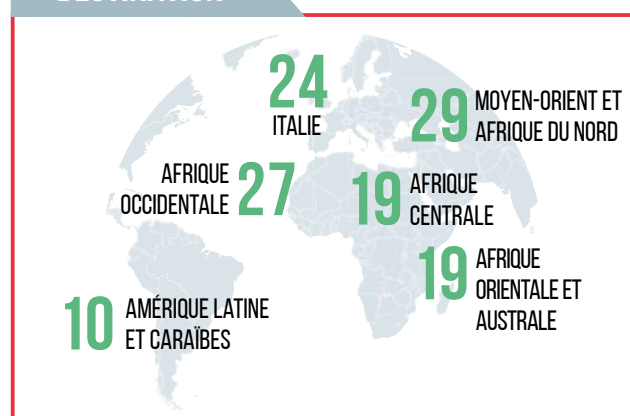 24
ITALIE
29
MOYEN-ORIENT ET
AFRIQUE DU NORD
AFRIQUE
OCCIDENTALE
27
19
AFRIQUE
CENTRALE
19
AFRIQUE
ORIENTALE ET
AUSTRALE
10
AMÉRIQUE LATINE
ET CARAÏBES